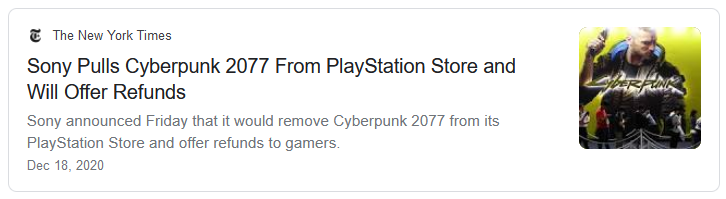 The New York Times
Sony Pulls Cyberpunk 2077 From PlayStation Store and
Will Offer Refunds
Sony announced Friday that it would remove Cyberpunk 2077 from its
PlayStation Store and offer refunds to gamers.
Dec 18, 2020
CYBERPUNK